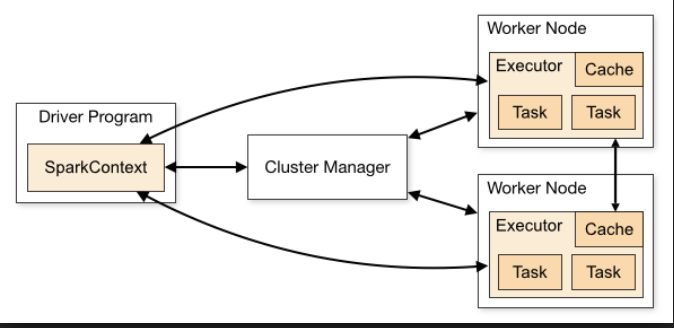 Driver Program
SparkContext
Cluster Manager
Worker Node
Executor
Cache
Task
Task
Worker Node
Executor
Cache
Task
Task